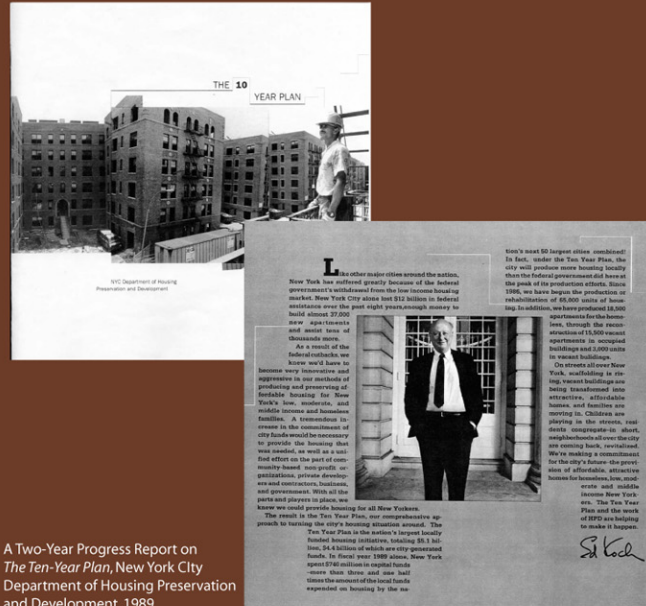 THE 10
YEAR PLAN
NYC Department of Housing
Preservation and Development
Like other major cities around the nation,
New York has suffered greatly because of the federal
government's withdrawal from the low income housing
market. New York City alone lost $12 billion in federal
assistance over the past eight years, enough money to
build almost 37,000
new apartments
and assist tens of
thousands more.
As a result of the
federal cutbacks, we
knew we'd have to
become very innovative and
aggressive in our methods of
producing and preserving af-
fordable housing for New
York's low, moderate, and
middle income and homeless
families. A tremendous in-
crease in the commitment of
city funds would be necessary
to provide the housing that
was needed, as well as a uni-
fied effort on the part of com-
munity-based non-profit or-
ganizations, private develop-
ers and contractors, business,
and government. With all the
parts and players in place, we
knew we could provide housing for all New Yorkers.
The result is the Ten Year Plan, our comprehensive ap-
proach to turning the city's housing situation around. The
Ten Year Plan is the nation's largest locally
funded housing initiative, totaling $5.1 bil-
lion, $4.4 billion of which are city-generated
funds. In fiscal year 1989 alone, New York
spent $740 million in capital funds
-more than three and one half
times the amount of the local funds
expended on housing by the na-
tion's next 50 largest cities combined!
In fact, under the Ten Year Plan, the
city will produce more housing locally
than the federal government did here at
the peak of its production efforts. Since
1986, we have begun the production or
rehabilitation of 65,800 units of hous-
ing. In addition, we have produced 18,500
apartments for the home-
less, through the recon-
struction of 15,500 vacant
apartments in occupied
buildings and 3,000 units
in vacant buildings.
On streets all over New
York, scaffolding is ris-
ing, vacant buildings are
being transformed into
attractive, affordable
homes, and families are
moving in. Children are
playing in the streets, resi-
dents congregate-in short,
neighborhoods all over the city
are coming back, revitalized.
We're making a commitment
for the city's future-the provi-
sion of affordable, attractive
homes for homeless, low, mod-
erate and middle
income New York-
ers. The Ten Year
Plan and the work
of HPD are helping
to make it happen.
Ed Koch
A Two-Year Progress Report on
The Ten-Year Plan, New York CIty
Department of Housing Preservation
and Development, 1989